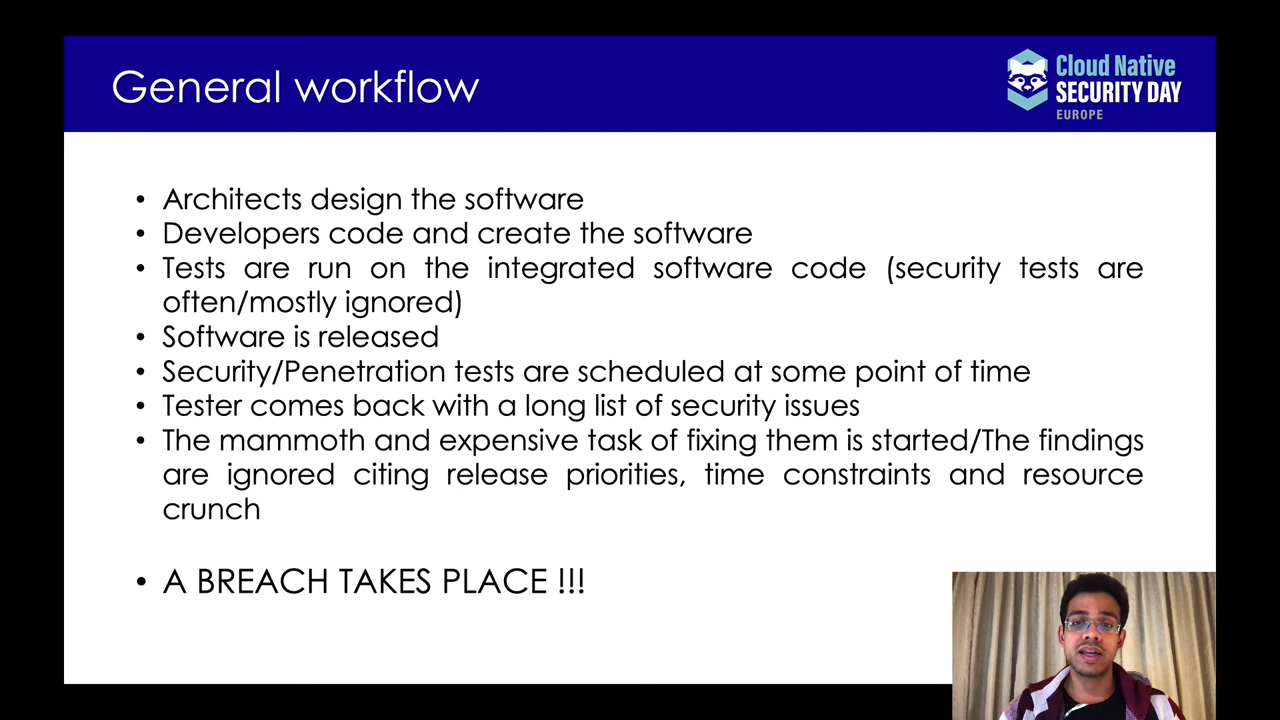 General workflow
Cloud Native
SECURITY DAY
EUROPE
• Architects design the software
• Developers code and create the software
• Tests are run on the integrated software code (security tests are
often/mostly ignored)
• Software is released
• Security/Penetration tests are scheduled at some point of time
• Tester comes back with a long list of security issues
• The mammoth and expensive task of fixing them is started/The findings
are ignored citing release priorities, time constraints and resource
crunch
• A BREACH TAKES PLACE !!!